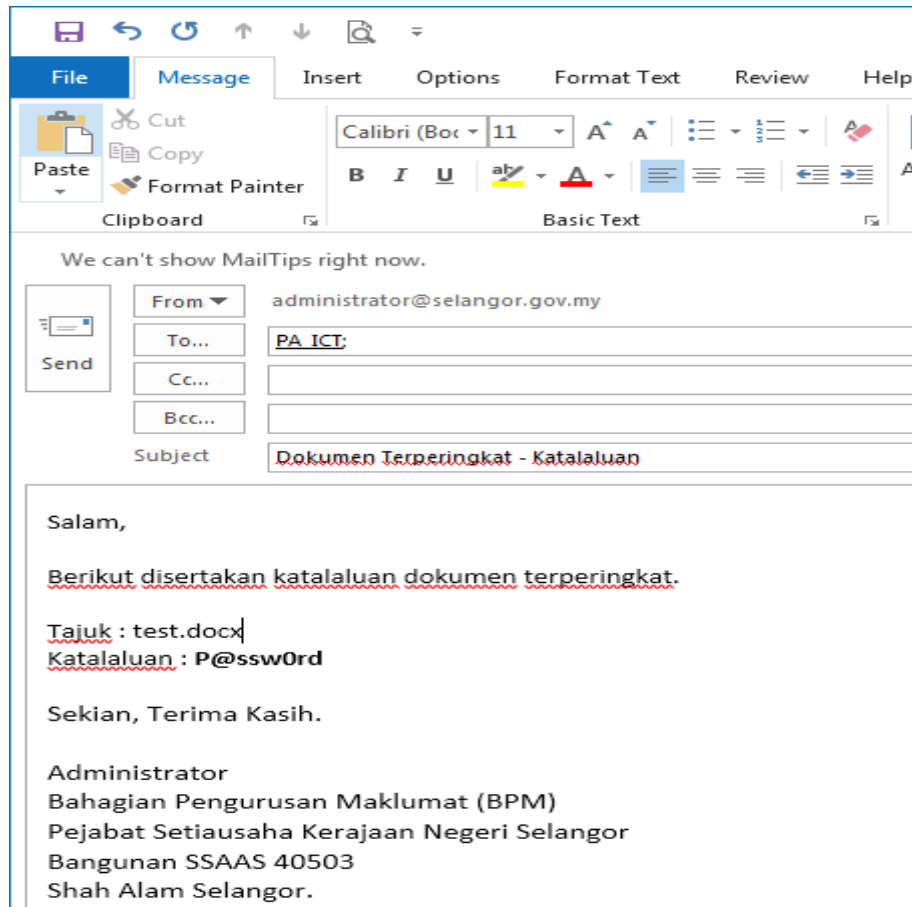 File Message Insert Options Format Text Review Help
Cut
Copy
Paste
Format Painter
Clipboard
Calibri (Boc 11
B I U
Basic Text
We can't show MailTips right now.
From administrator@selangor.gov.my
To... PA ICT;
Send
Cc...
Bcc...
Subject Dokumen Terperingkat - Katalaluan
Salam,
Berikut disertakan katalaluan dokumen terperingkat.
Tajuk : test.docx
Katalaluan : P@ssw0rd
Sekian, Terima Kasih.
Administrator
Bahagian Pengurusan Maklumat (BPM)
Pejabat Setiausaha Kerajaan Negeri Selangor
Bangunan SSAAS 40503
Shah Alam Selangor.